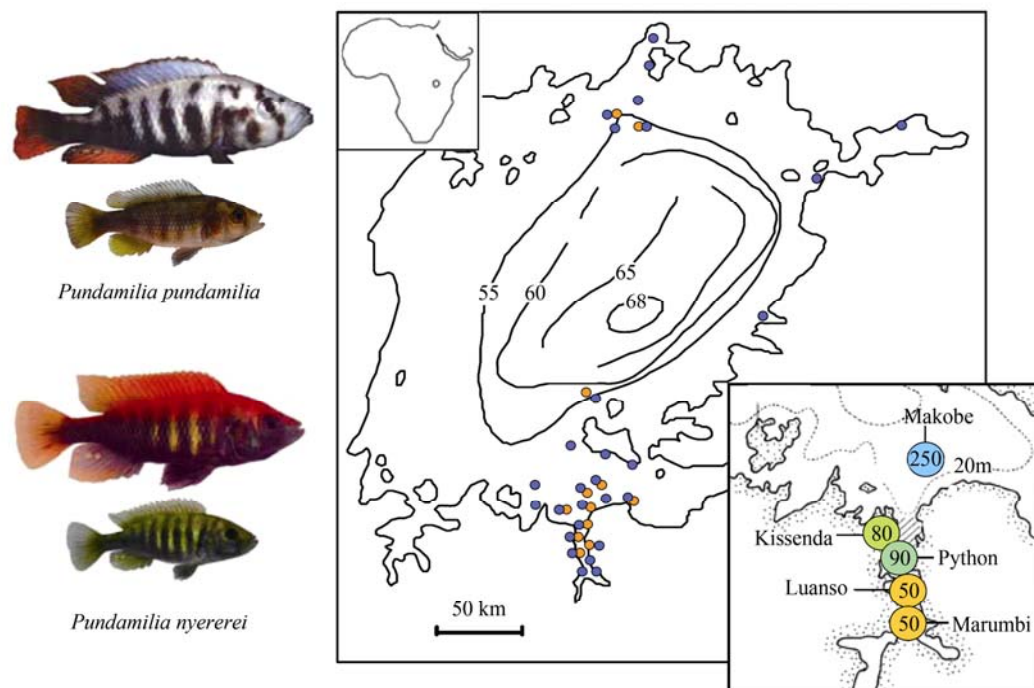 Pundamilia pundamilia
Pundamilia nyererei
55
60
65
68
50 km
Makobe
250
20m
Kissenda
80
90
Python
Luanso
50
50
Marumbi